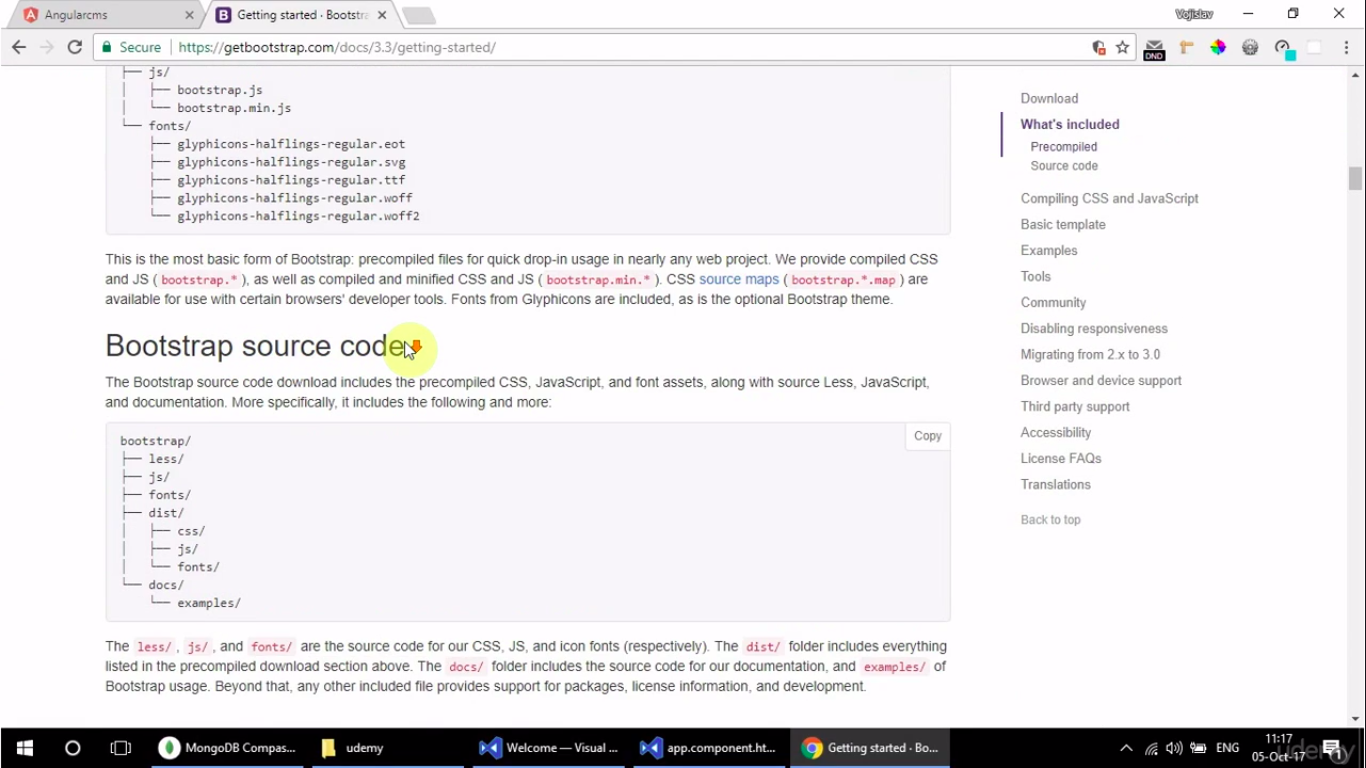 Angularcms
Getting started · Bootstra
Vojislav
Secure
https://getbootstrap.com/docs/3.3/getting-started/
DND
├── js/
│   ├── bootstrap.js
│   └── bootstrap.min.js
└── fonts/
    ├── glyphicons-halflings-regular.eot
    ├── glyphicons-halflings-regular.svg
    ├── glyphicons-halflings-regular.ttf
    ├── glyphicons-halflings-regular.woff
    └── glyphicons-halflings-regular.woff2
This is the most basic form of Bootstrap: precompiled files for quick drop-in usage in nearly any web project. We provide compiled CSS
and JS ( bootstrap.* ), as well as compiled and minified CSS and JS ( bootstrap.min.* ). CSS source maps ( bootstrap.*.map ) are
available for use with certain browsers' developer tools. Fonts from Glyphicons are included, as is the optional Bootstrap theme.
Bootstrap source code
The Bootstrap source code download includes the precompiled CSS, JavaScript, and font assets, along with source Less, JavaScript,
and documentation. More specifically, it includes the following and more:
Copy
bootstrap/
├── less/
├── js/
├── fonts/
├── dist/
│   ├── css/
│   ├── js/
│   └── fonts/
└── docs/
    └── examples/
The less/ , js/ , and fonts/ are the source code for our CSS, JS, and icon fonts (respectively). The dist/ folder includes everything
listed in the precompiled download section above. The docs/ folder includes the source code for our documentation, and examples/ of
Bootstrap usage. Beyond that, any other included file provides support for packages, license information, and development.
Download
What's included
Precompiled
Source code
Compiling CSS and JavaScript
Basic template
Examples
Tools
Community
Disabling responsiveness
Migrating from 2.x to 3.0
Browser and device support
Third party support
Accessibility
License FAQs
Translations
Back to top
MongoDB Compas...
udemy
Welcome — Visual ...
app.component.ht...
Getting started · Bo...
ENG
11:17
05-Oct-17
1
udemy